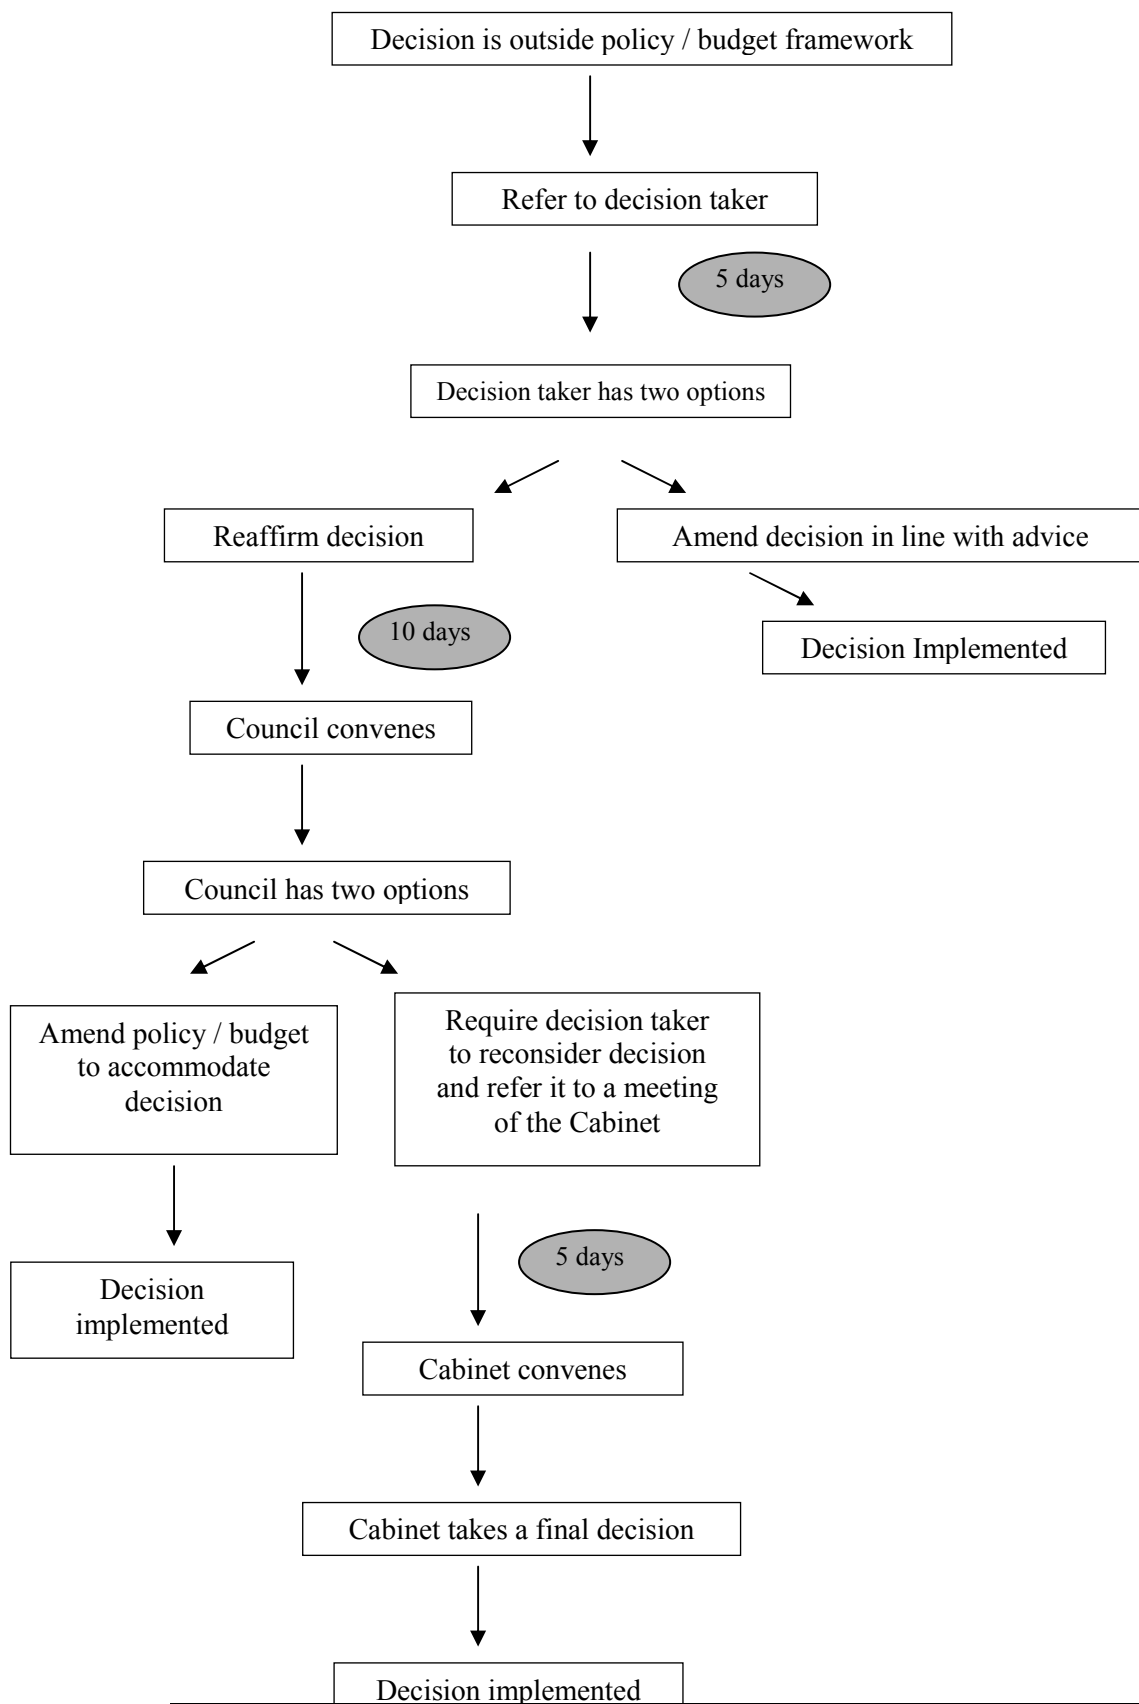 Decision is outside policy / budget framework
Refer to decision taker
5 days
Decision taker has two options
Reaffirm decision
Amend decision in line with advice
10 days
Decision Implemented
Council convenes
Council has two options
Amend policy / budget
to accommodate
decision
Require decision taker
to reconsider decision
and refer it to a meeting
of the Cabinet
5 days
Decision
implemented
Cabinet convenes
Cabinet takes a final decision
Decision implemented